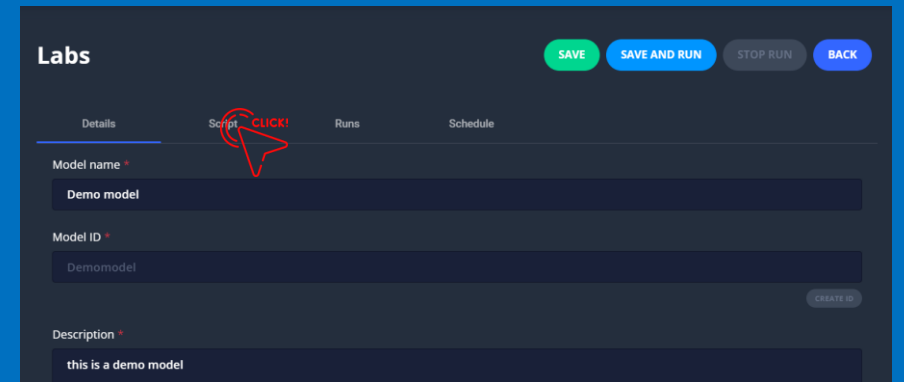 Labs
SAVE SAVE AND RUN STOP RUN BACK
Details Script CLICK! Runs Schedule
Model name *
Demo model
Model ID *
Demomodel
CREATE ID
Description *
this is a demo model